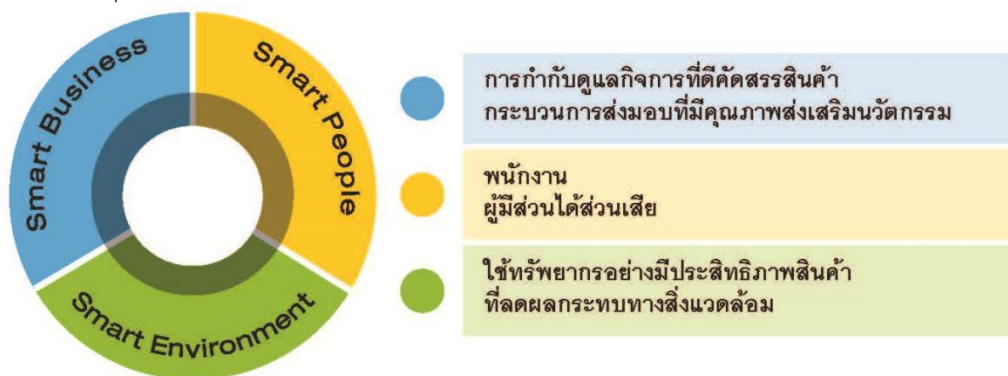 Smart Business
Smart People
Smart Environment
การกำกับดูแลกิจการที่ดีคัดสรรสินค้า
กระบวนการส่งมอบที่มีคุณภาพส่งเสริมนวัตกรรม
พนักงาน
ผู้มีส่วนได้ส่วนเสีย
ใช้ทรัพยากรอย่างมีประสิทธิภาพสินค้า
ที่ลดผลกระทบทางสิ่งแวดล้อม